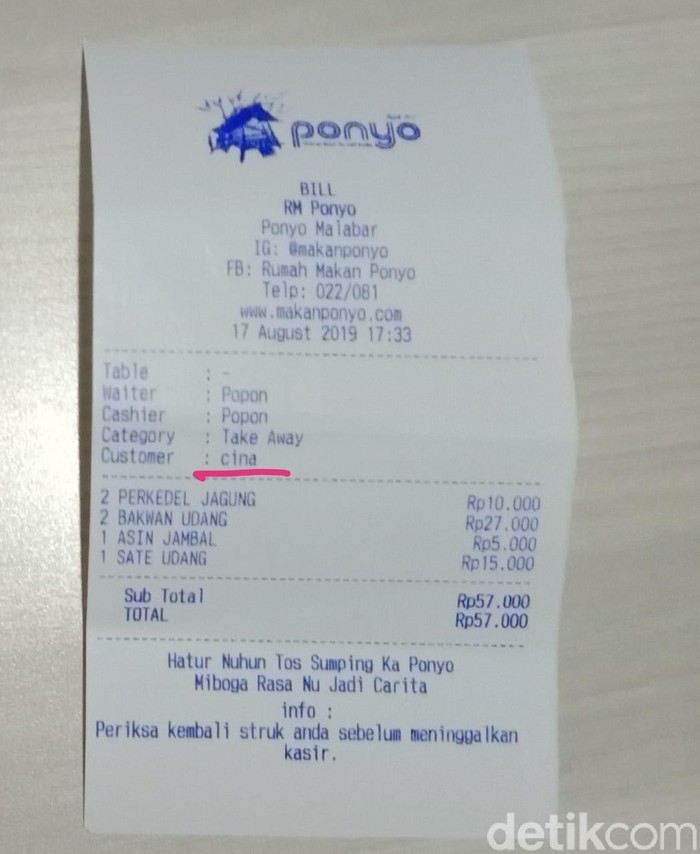 ponyo
BILL
RM Ponyo
Ponyo Malabar
IG: @makanponyo
FB: Rumah Makan Ponyo
Telp: 022/081
www.makanponyo.com
17 August 2019 17:33
Table : -
Waiter : Popon
Cashier : Popon
Category : Take Away
Customer : cina
2 PERKEDEL JAGUNG Rp10.000
2 BAKWAN UDANG Rp27.000
1 ASIN JAMBAL Rp5.000
1 SATE UDANG Rp15.000
Sub Total Rp57.000
TOTAL Rp57.000
Hatur Nuhun Tos Sumping Ka Ponyo
Miboga Rasa Nu Jadi Carita
info :
Periksa kembali struk anda sebelum meninggalkan
kasir.
detikcom